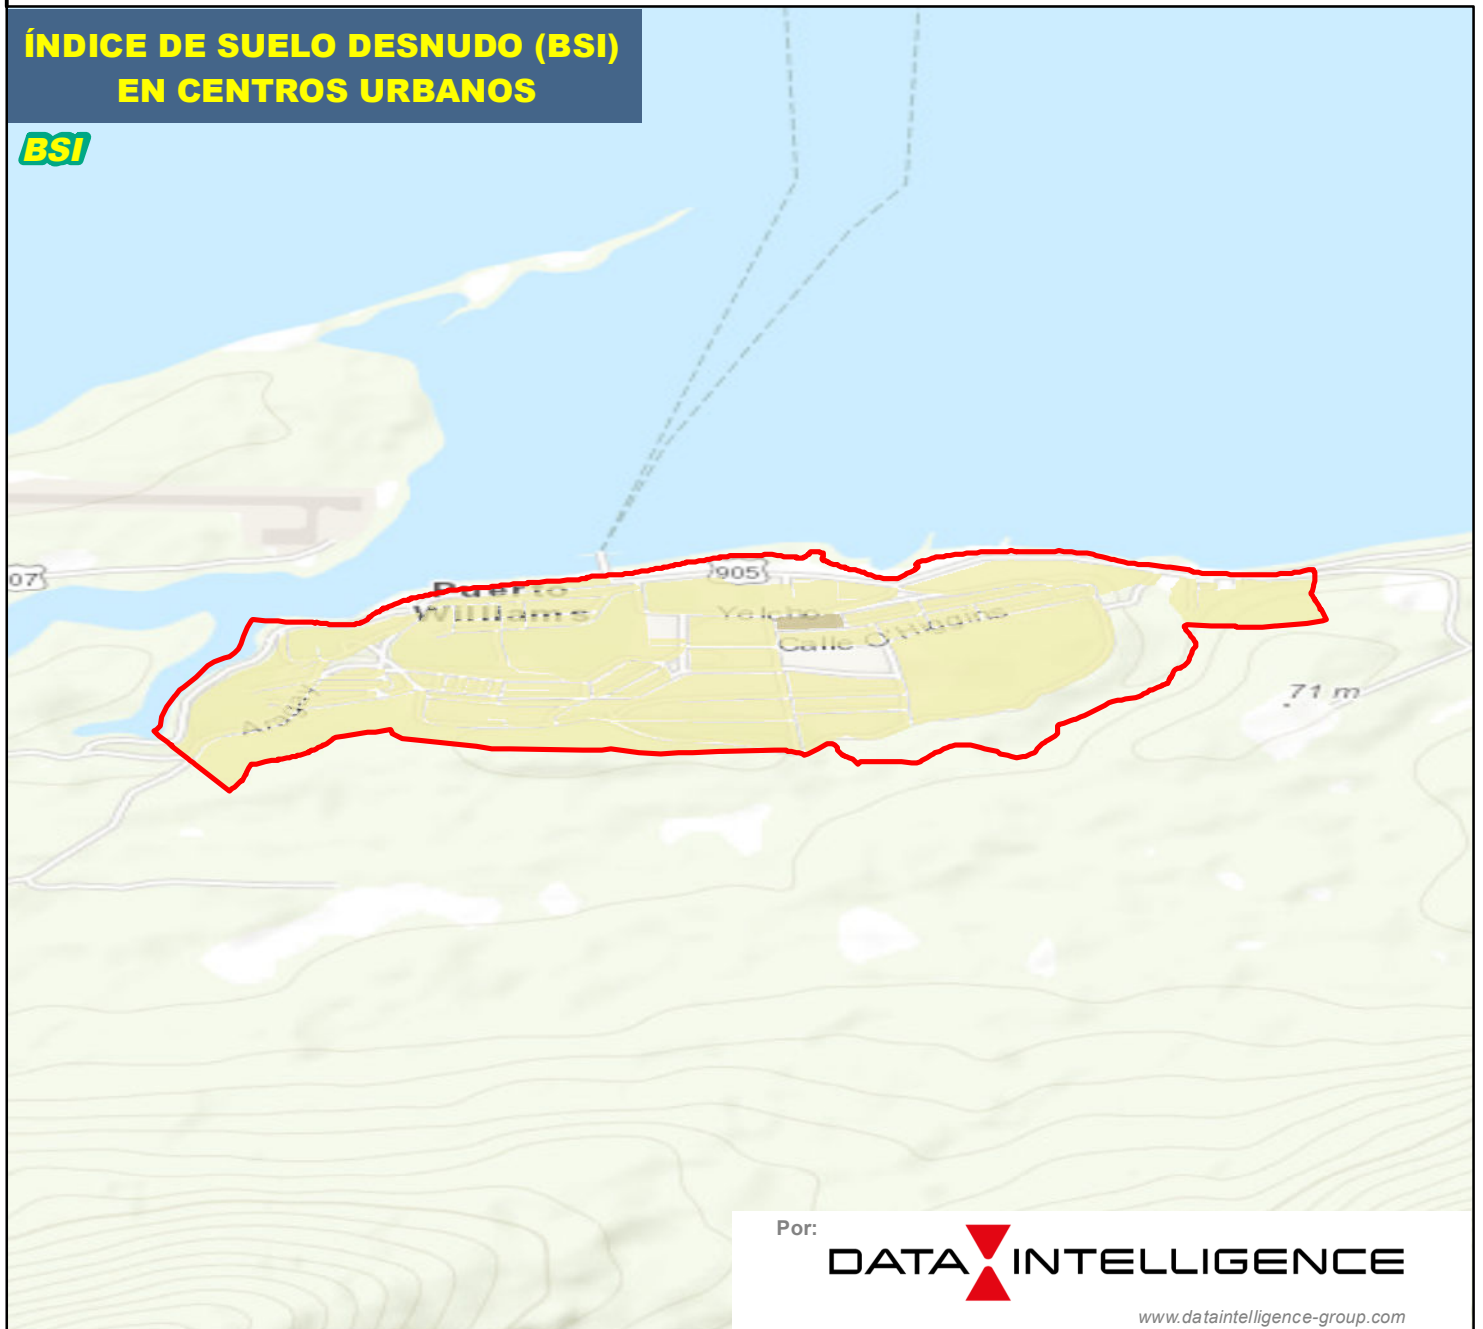 ÍNDICE DE SUELO DESNUDO (BSI)
EN CENTROS URBANOS
BSI
905
07
Puerto
Williams
Yelcho
Calle O'Higgins
71 m
Por:
DATA INTELLIGENCE
www.dataintelligence-group.com